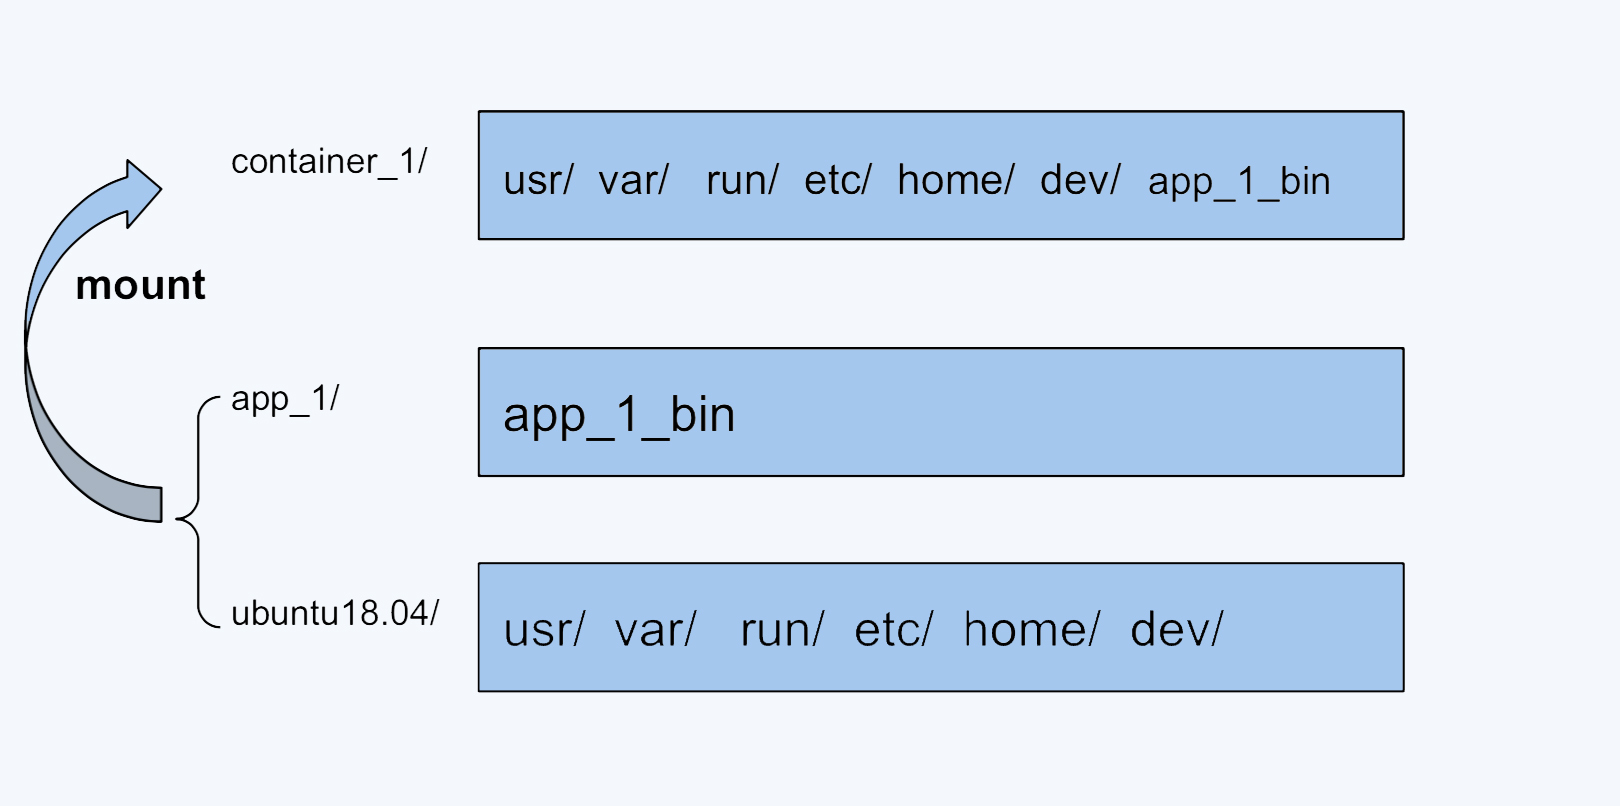 container_1/
usr/ var/ run/ etc/ home/ dev/ app_1_bin
mount
app_1/
app_1_bin
ubuntu18.04/
usr/ var/ run/ etc/ home/ dev/